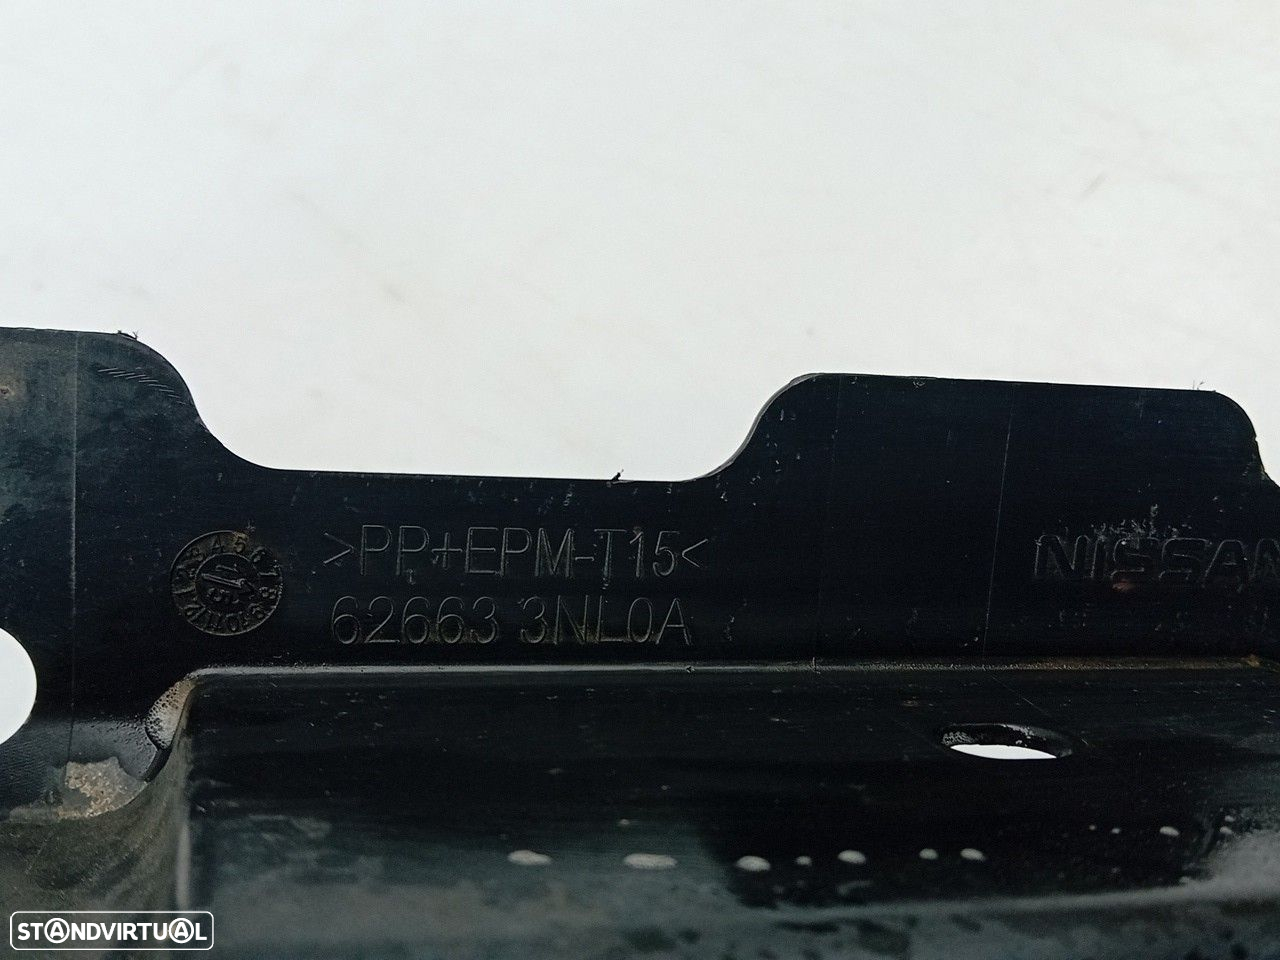 >PP+EPM-T15<
62663 3NL0A
NISSAN
STANDVIRTUAL